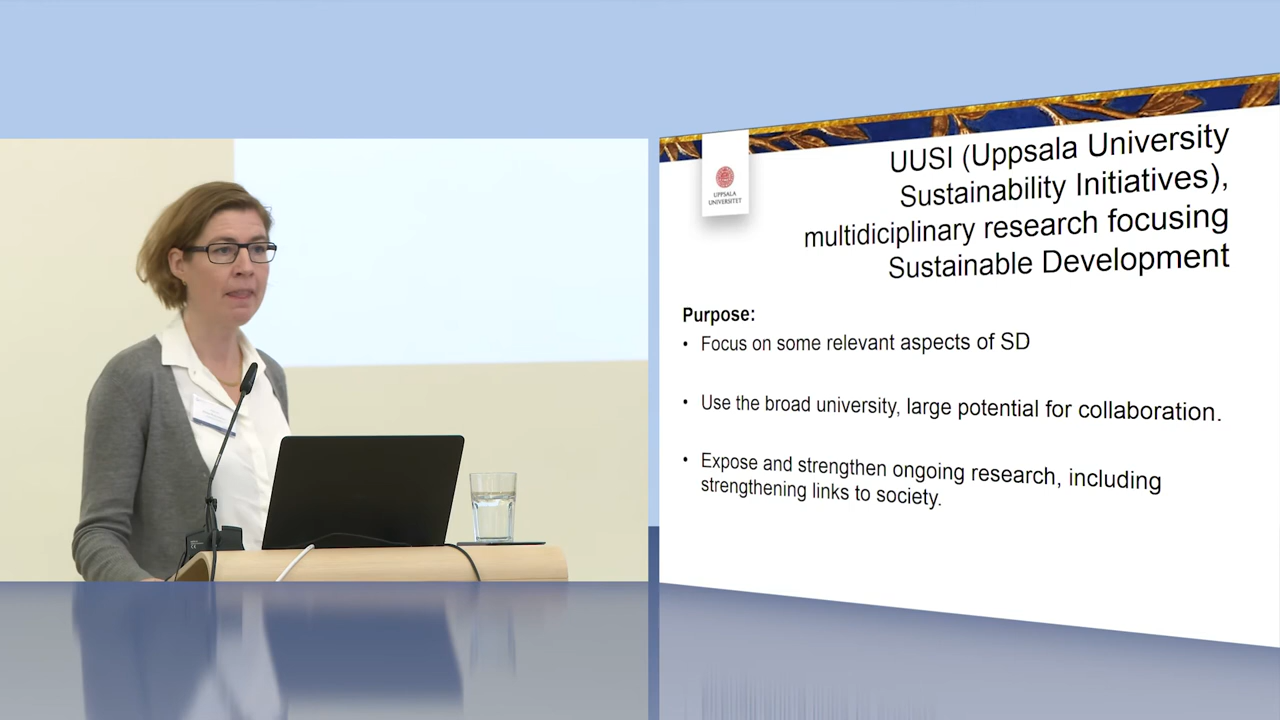 UPPSALA
UNIVERSITET
UUSI (Uppsala University
Sustainability Initiatives),
multidiciplinary research focusing
Sustainable Development
Purpose:
• Focus on some relevant aspects of SD
• Use the broad university, large potential for collaboration.
• Expose and strengthen ongoing research, including
strengthening links to society.